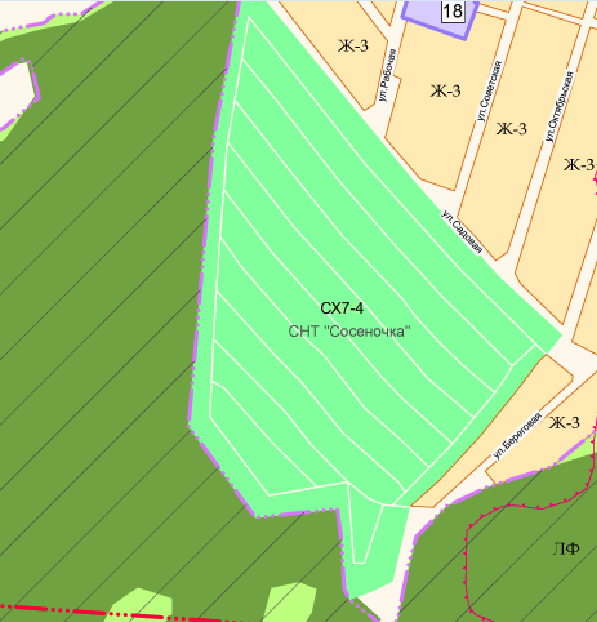 18
Ж-3
ул.Рабочая
Ж-3
ул.Советская
Ж-3
ул.Октябрьская
Ж-3
ул.Садовая
СХ7-4
СНТ "Сосеночка"
Ж-3
ул.Береговая
ЛФ